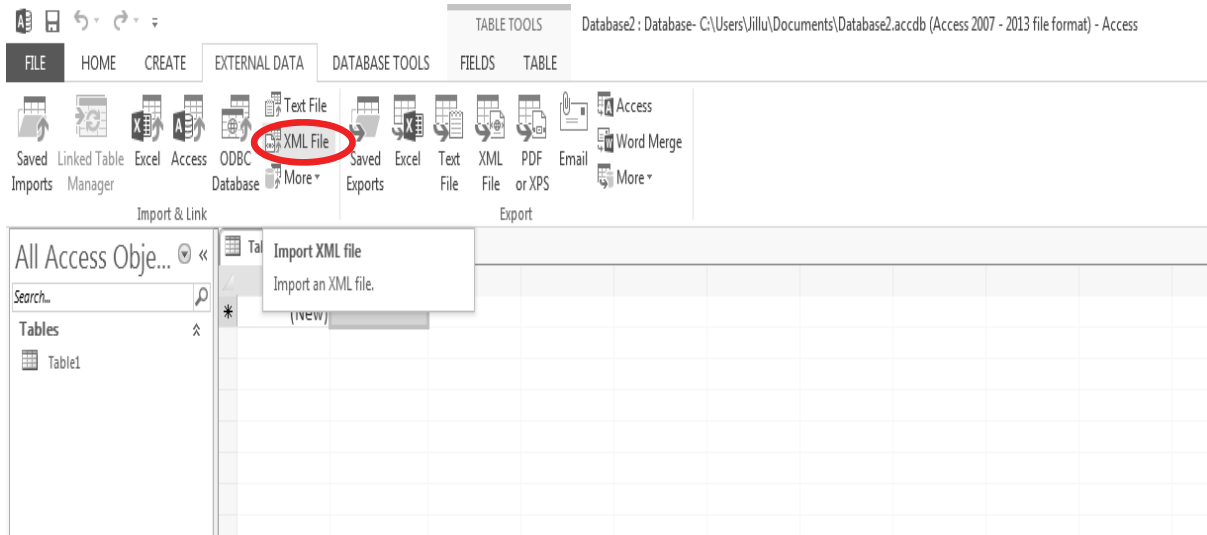 TABLE TOOLS
Database2 : Database- C:\Users\Jillu\Documents\Database2.accdb (Access 2007 - 2013 file format) - Access
FILE HOME CREATE EXTERNAL DATA DATABASE TOOLS FIELDS TABLE
Saved Imports
Linked Table Manager
Excel
Access
ODBC Database
Text File
XML File
More
Import & Link
Saved Exports
Excel
Text File
XML File
PDF or XPS
Email
Access
Word Merge
More
Export
All Access Obje...
Search...
Tables
Table1
Import XML file
Import an XML file.
(New)